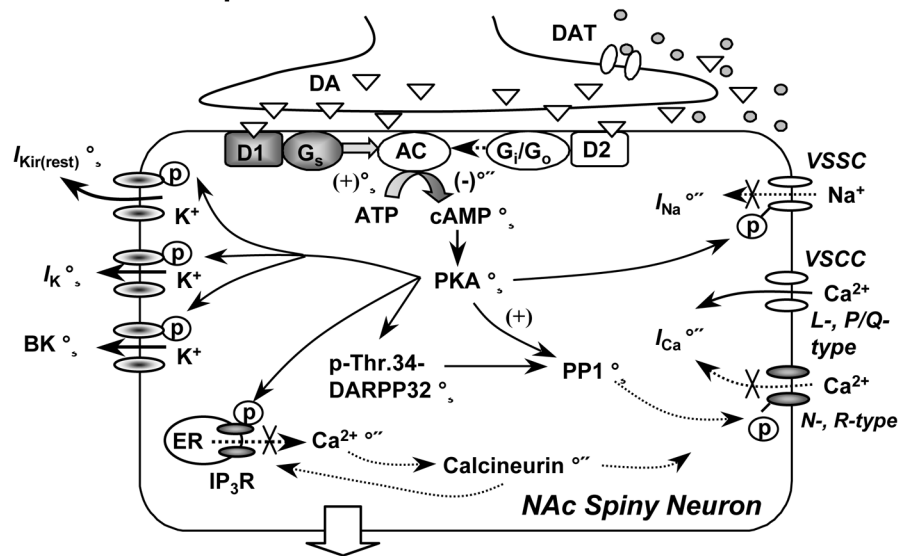 DAT
DA
D1
Gs
AC
Gi/Go
D2
VSSC
IKir(rest) °¸
p
K+
(+)°¸
(-)°˝
ATP
cAMP °¸
INa °˝
Na+
p
p
K+
IK °¸
PKA °¸
VSCC
Ca2+
L-, P/Q-
type
(+)
p
K+
BK °¸
ICa °˝
p-Thr.34-
DARPP32 °¸
PP1 °¸
Ca2+
N-, R-type
p
p
ER
Ca2+ °˝
IP3R
Calcineurin °˝
NAc Spiny Neuron